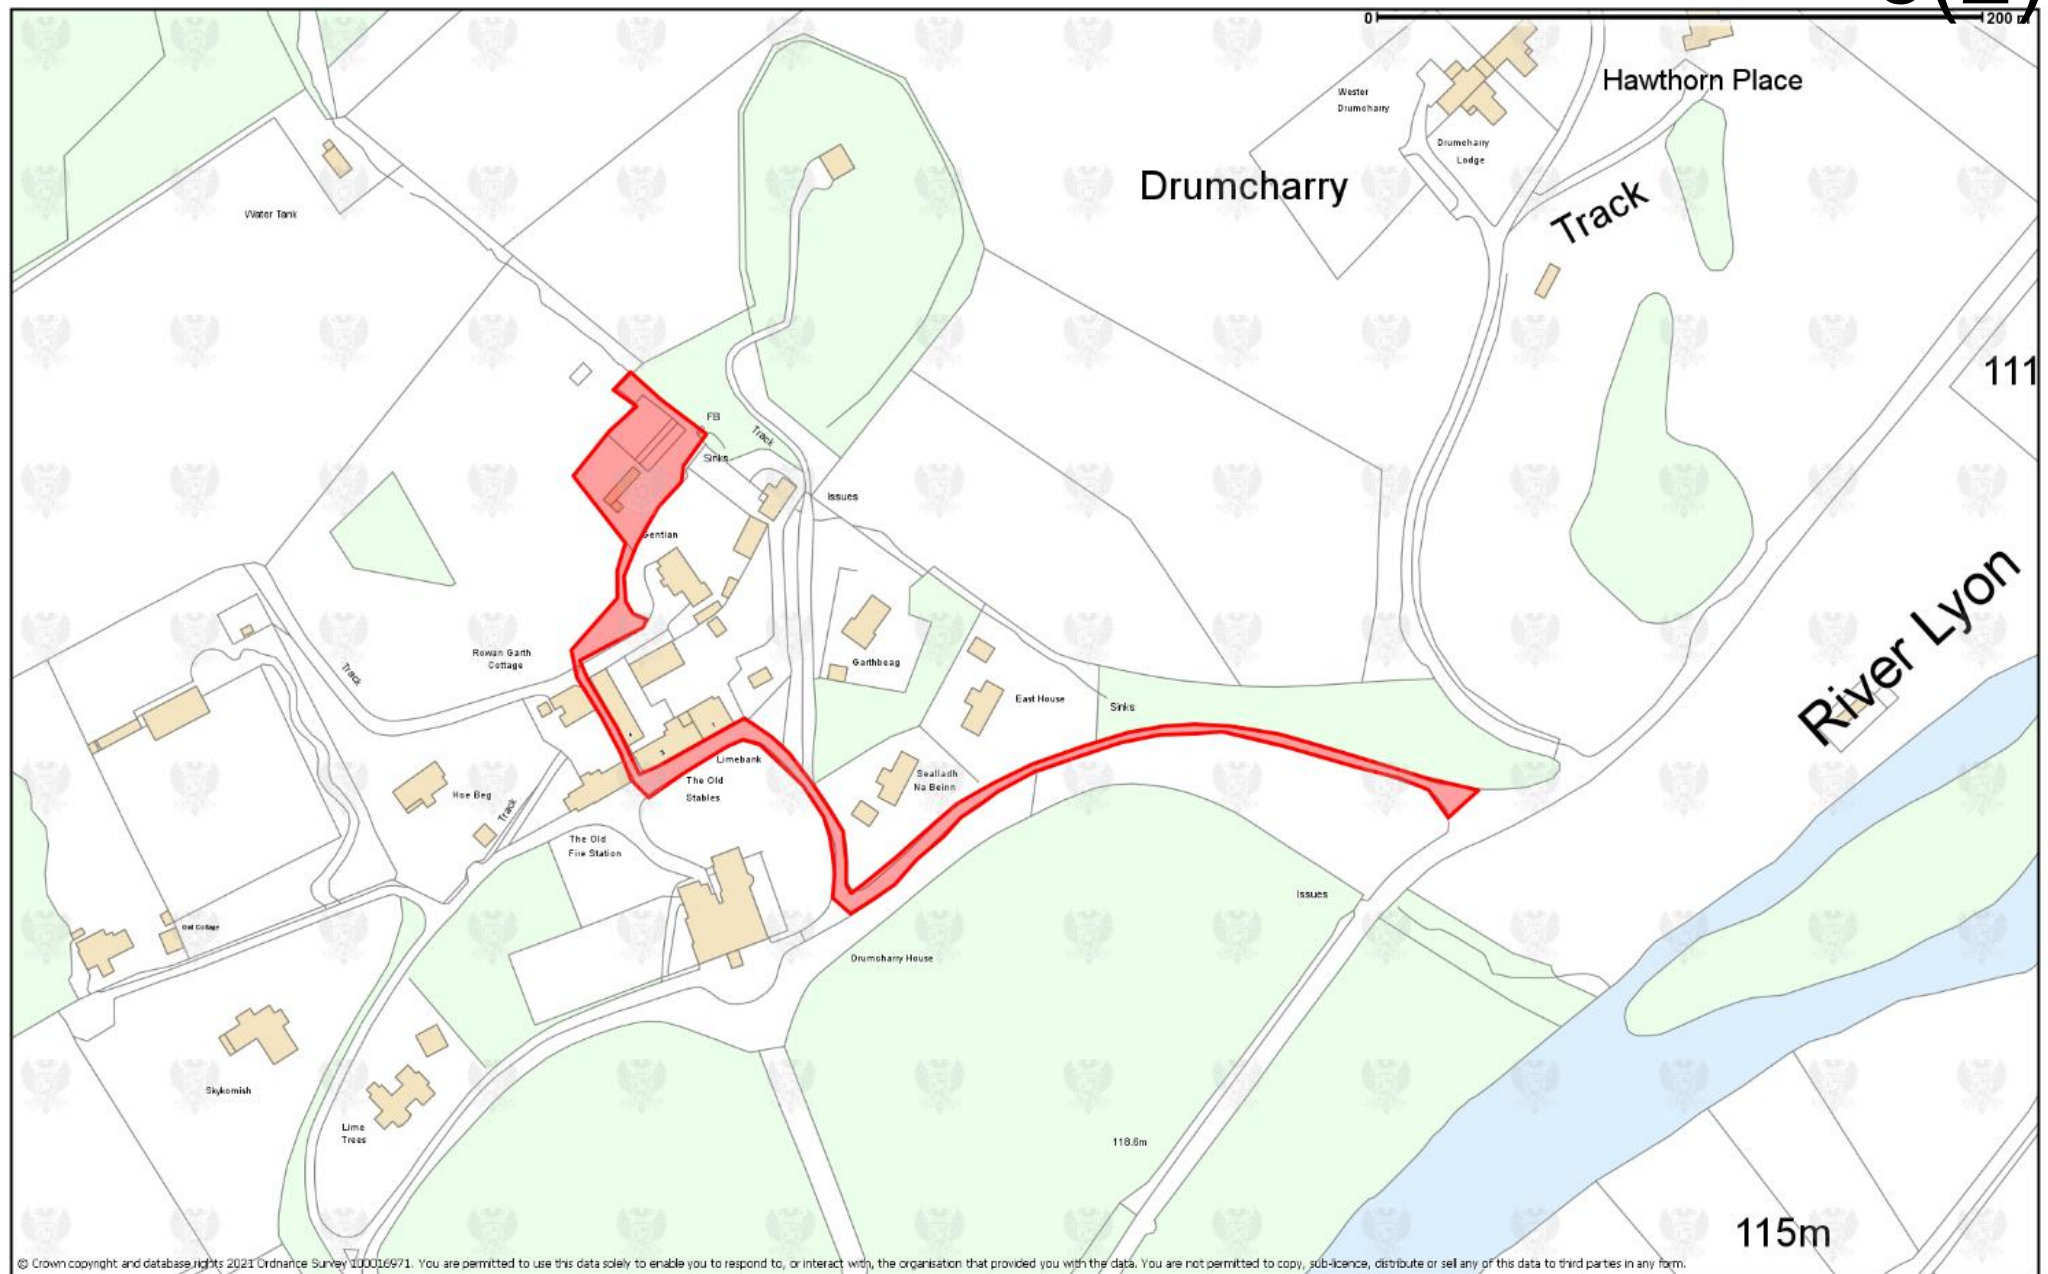 0
200 m
Hawthorn Place
Wester
Drumcharry
Drumcharry
Lodge
Drumcharry
Track
Water Tank
111
FB
Track
Sinks
Issues
Gentian
River Lyon
Rowan Garth
Cottage
Track
Garthbeag
East House
Sinks
1
4
3
Limebank
The Old
Stables
Sealladh
Na Beinn
Hoe Beg
Track
The Old
Fire Station
Issues
Drumcharry House
Skykomish
Lime
Trees
118.6m
115m
© Crown copyright and database rights 2021 Ordnance Survey 100016971. You are permitted to use this data solely to enable you to respond to, or interact with, the organisation that provided you with the data. You are not permitted to copy, sub-licence, distribute or sell any of this data to third parties in any form.